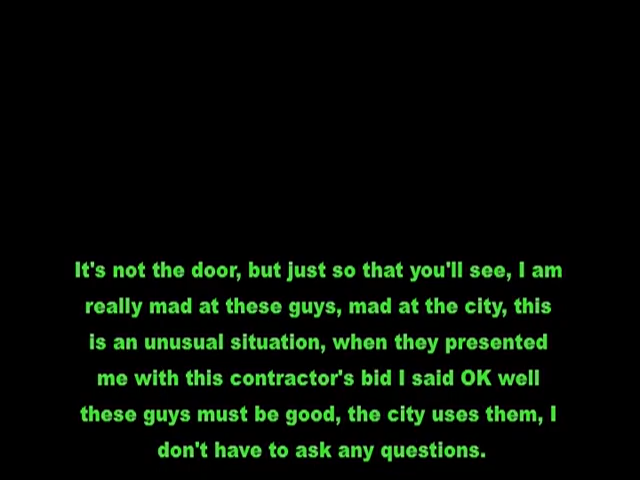 It's not the door, but just so that you'll see, I am
really mad at these guys, mad at the city, this
is an unusual situation, when they presented
me with this contractor's bid I said OK well
these guys must be good, the city uses them, I
don't have to ask any questions.